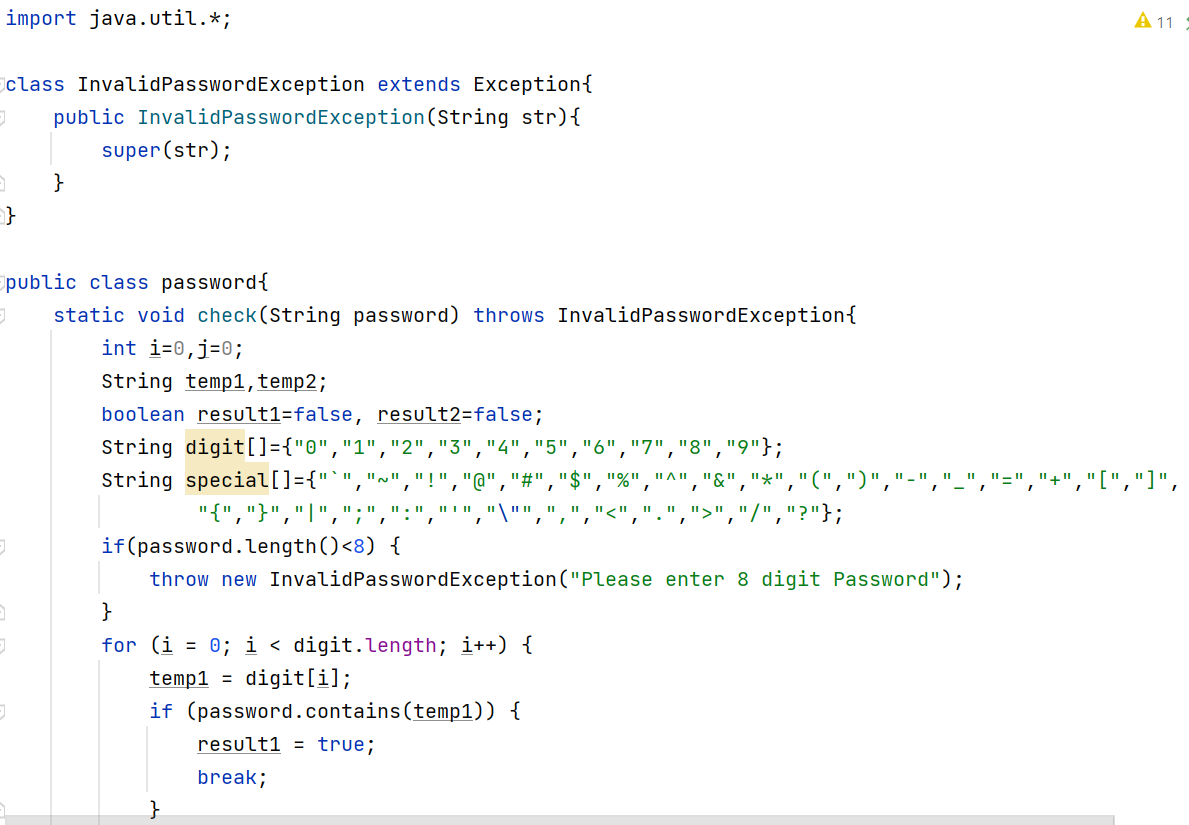 import java.util.*;
11
class InvalidPasswordException extends Exception{
    public InvalidPasswordException(String str){
        super(str);
    }
}
public class password{
    static void check(String password) throws InvalidPasswordException{
        int i=0,j=0;
        String temp1,temp2;
        boolean result1=false, result2=false;
        String digit[]={"0","1","2","3","4","5","6","7","8","9"};
        String special[]={"`","~","!","@","#","$","%","^","&","*","(",")","-","_","=","+","[","]",
                "{","}","|",";",":","'","\"",",","<",".",">","/","?"};
        if(password.length()<8) {
            throw new InvalidPasswordException("Please enter 8 digit Password");
        }
        for (i = 0; i < digit.length; i++) {
            temp1 = digit[i];
            if (password.contains(temp1)) {
                result1 = true;
                break;
            }